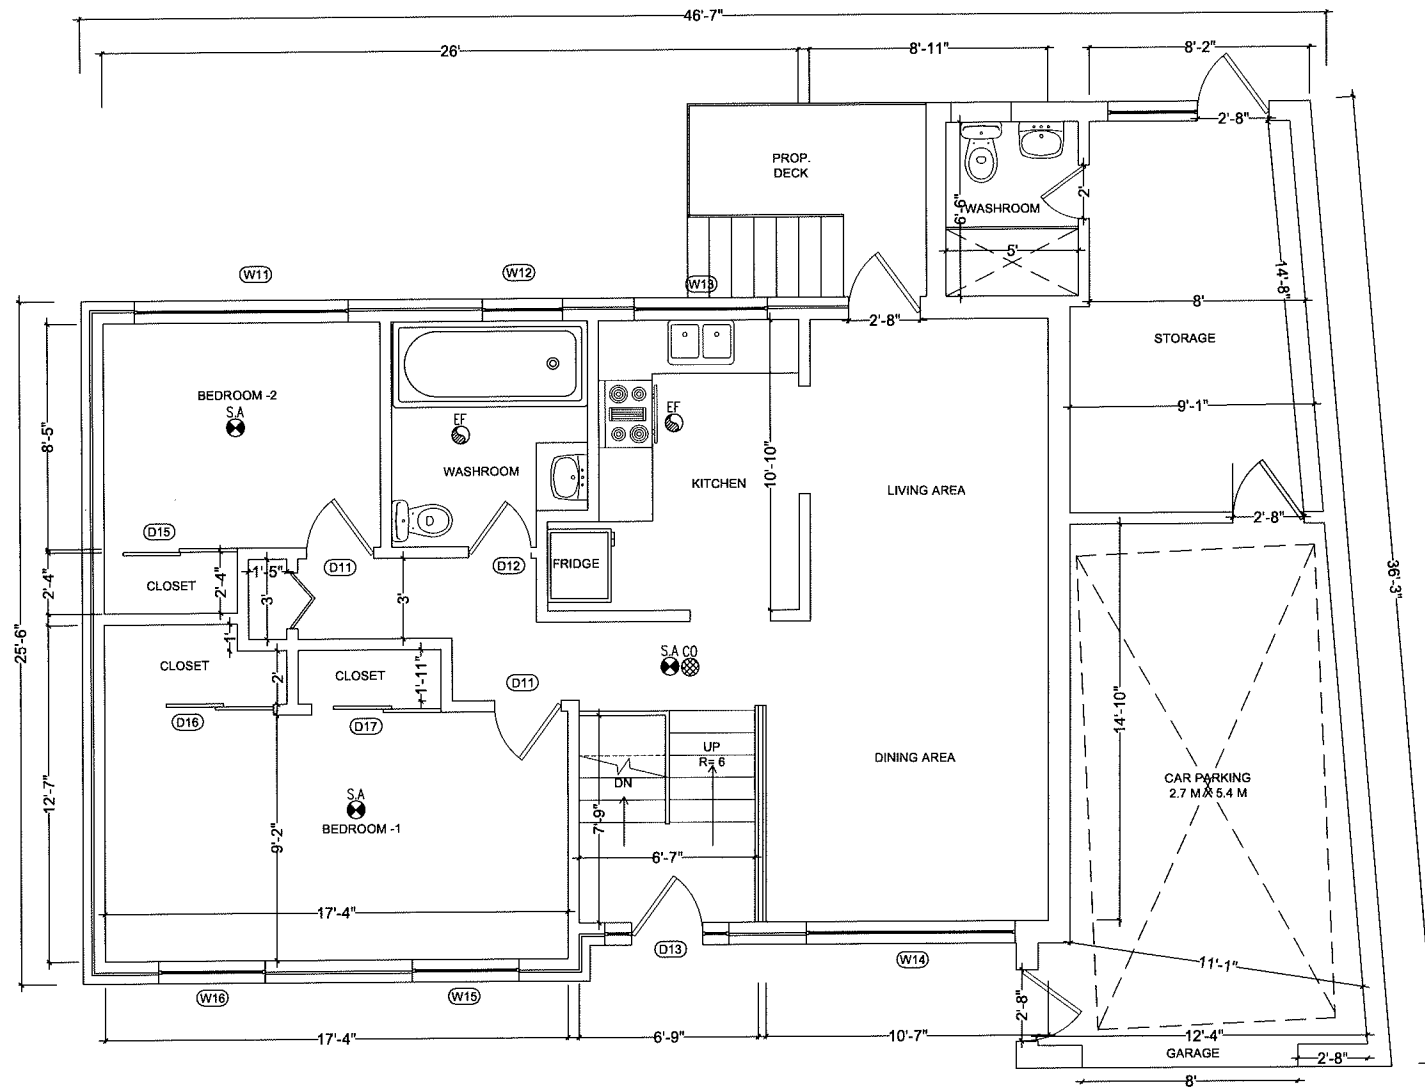 46'-7"
26'
8'-11"
8'-2"
2'-8"
PROP.
DECK
WASHROOM
6'-6"
2'
5'
W11
W12
W13
2'-8"
14'-8"
8'
STORAGE
9'-1"
2'-8"
36'-3"
BEDROOM -2
S.A
EF
EF
WASHROOM
D
KITCHEN
10'-10"
LIVING AREA
8'-5"
D15
D11
D12
FRIDGE
CLOSET
2'-4"
2'-4"
1'-5"
3'
3'
1'
25'-6"
CLOSET
CLOSET
2'
1'-11"
D11
S.A CO
D16
D17
14'-10"
UP
R= 6
DN
DINING AREA
CAR PARKING
2.7 M X 5.4 M
12'-7"
S.A
BEDROOM -1
9'-2"
7'-9"
6'-7"
17'-4"
D13
W14
11'-1"
W16
W15
2'-8"
17'-4"
6'-9"
10'-7"
12'-4"
GARAGE
2'-8"
8'